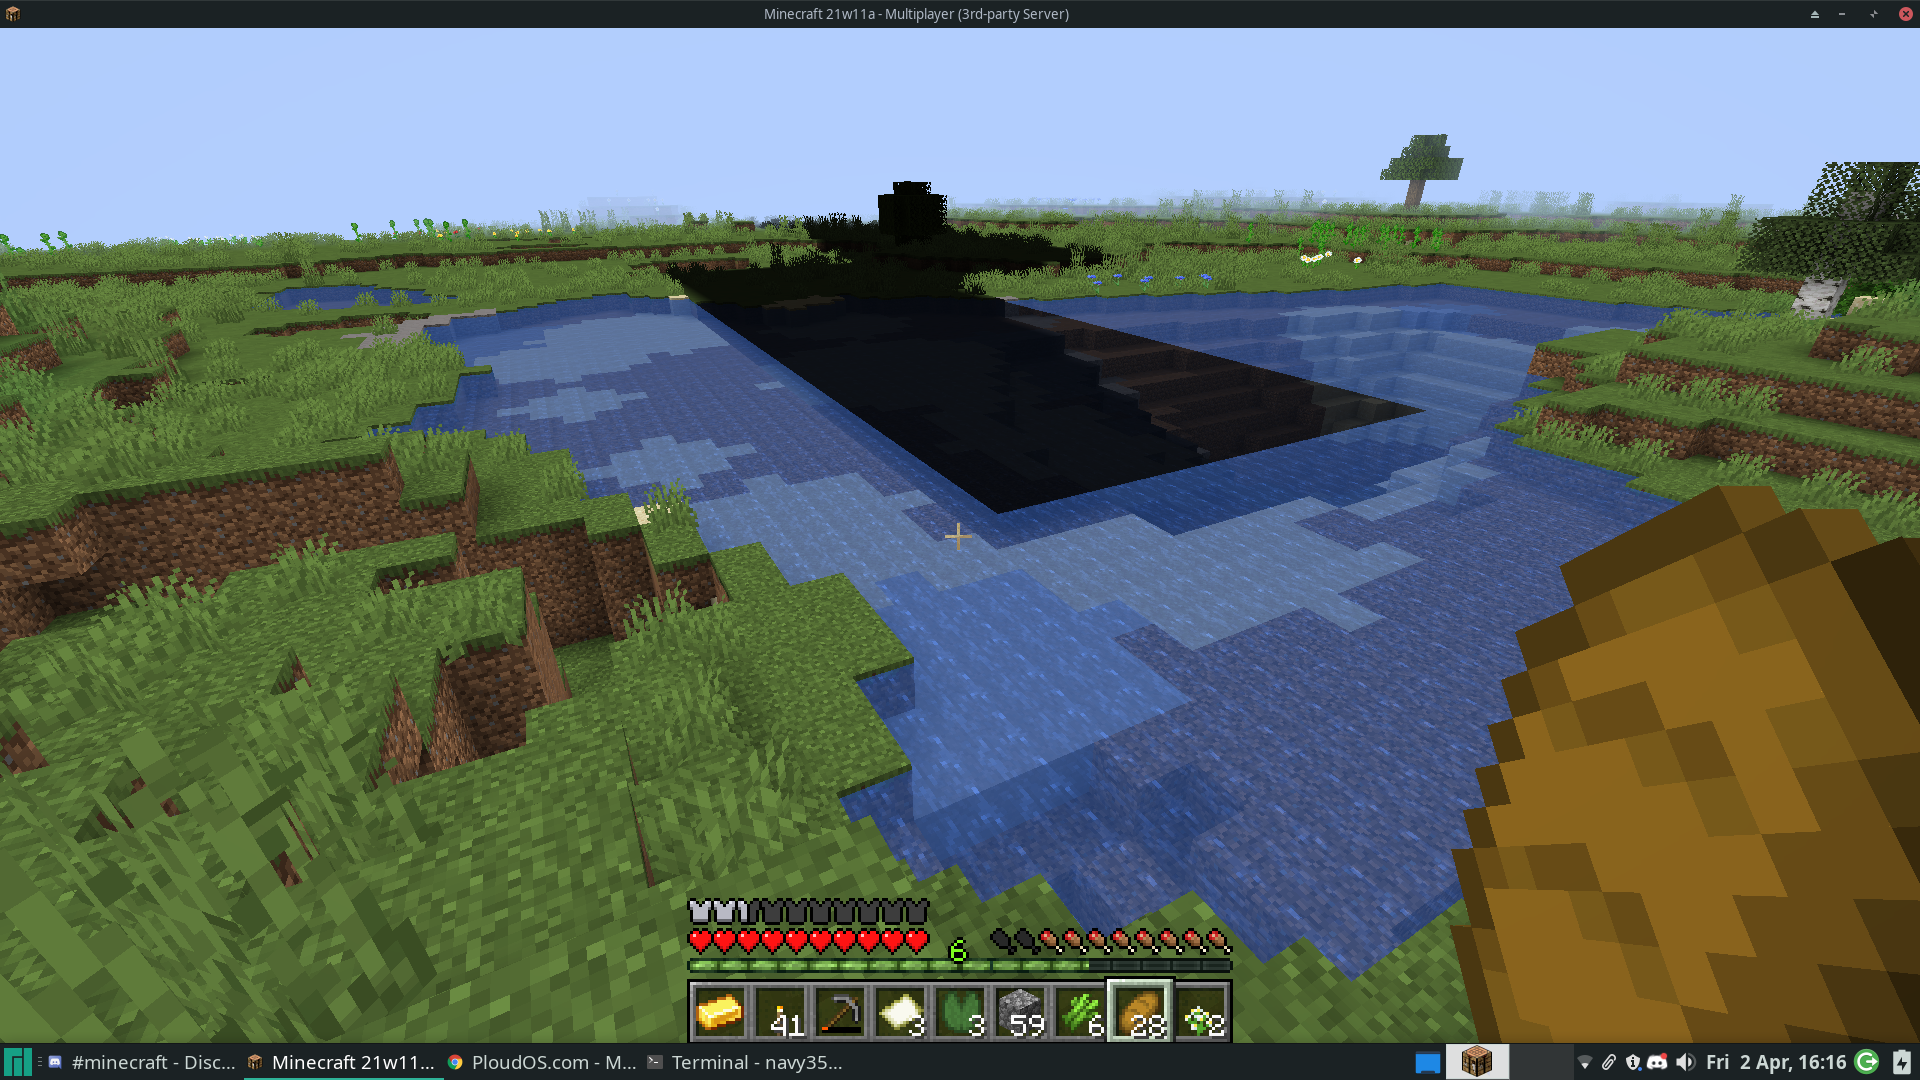 Minecraft 21w11a - Multiplayer (3rd-party Server)
6
41
3
3
59
6
28
2
#minecraft - Disc...
Minecraft 21w11...
PloudOS.com - M...
Terminal - navy35...
Fri 2 Apr, 16:16